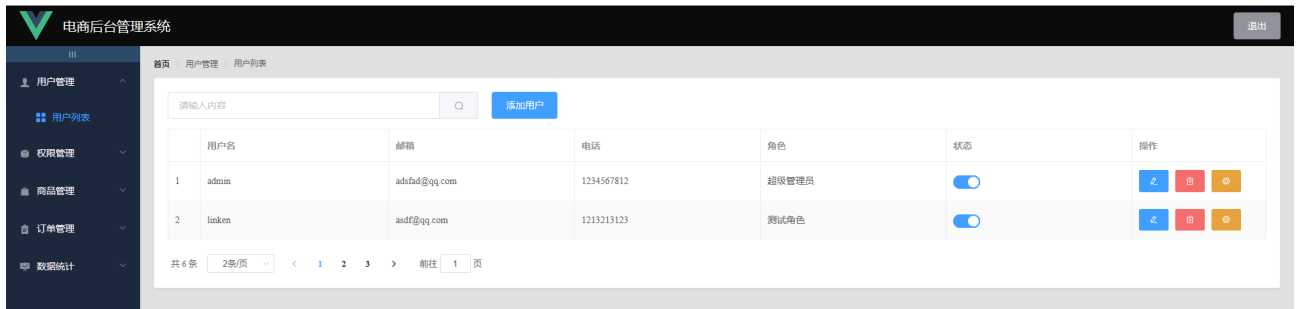 电商后台管理系统
退出
|||
首页 > 用户管理 > 用户列表
用户管理
用户列表
权限管理
商品管理
订单管理
数据统计
请输入内容
添加用户
用户名 邮箱 电话 角色 状态 操作
1 admin adsfad@qq.com 1234567812 超级管理员
2 linken asdf@qq.com 1213213123 测试角色
共 6 条 2条/页 < 1 2 3 > 前往 1 页